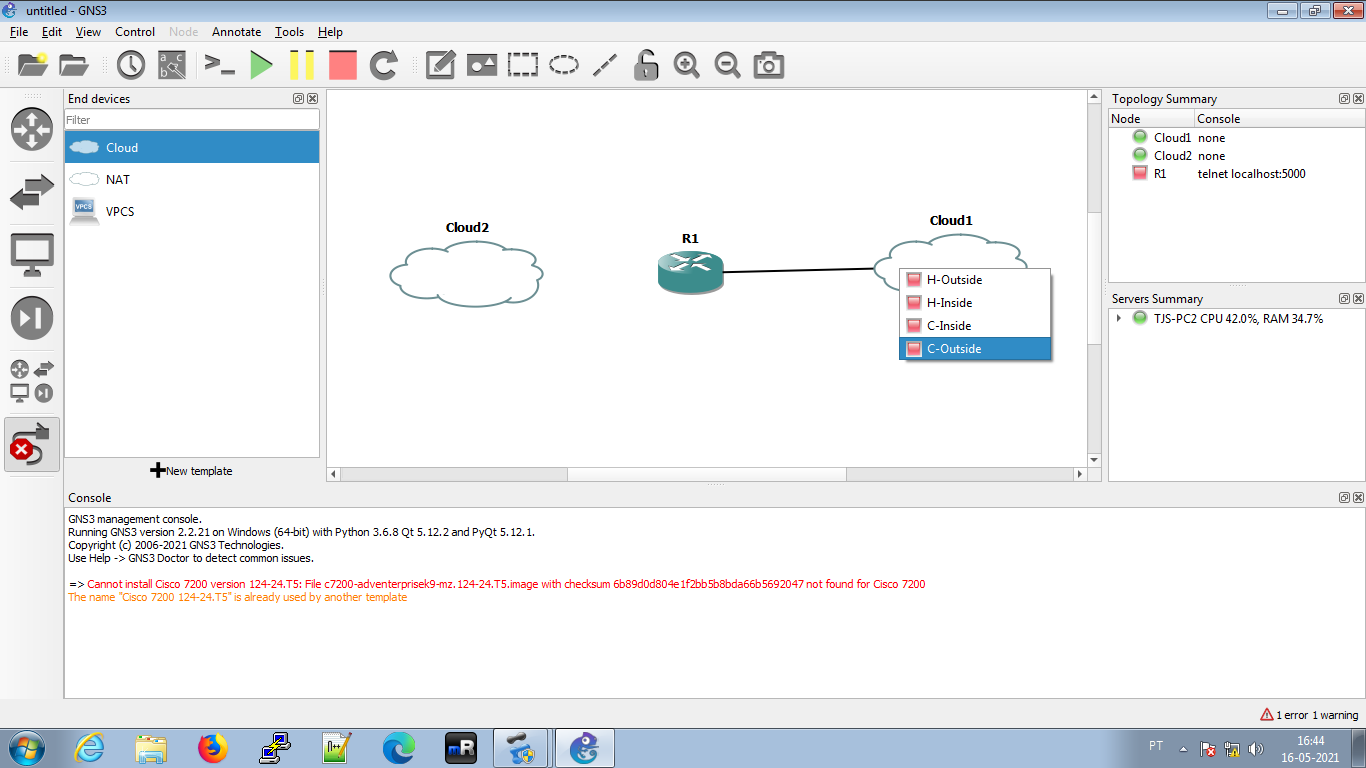 untitled - GNS3
File Edit View Control Node Annotate Tools Help
End devices
Filter
Cloud
NAT
VPCS
New template
Cloud2
R1
Cloud1
H-Outside
H-Inside
C-Inside
C-Outside
Topology Summary
Node Console
Cloud1 none
Cloud2 none
R1 telnet localhost:5000
Servers Summary
TJS-PC2 CPU 42.0%, RAM 34.7%
Console
GNS3 management console.
Running GNS3 version 2.2.21 on Windows (64-bit) with Python 3.6.8 Qt 5.12.2 and PyQt 5.12.1.
Copyright (c) 2006-2021 GNS3 Technologies.
Use Help -> GNS3 Doctor to detect common issues.
=> Cannot install Cisco 7200 version 124-24.T5: File c7200-adventerprisek9-mz.124-24.T5.image with checksum 6b89d0d804e1f2bb5b8bda66b5692047 not found for Cisco 7200
The name "Cisco 7200 124-24.T5" is already used by another template
1 error 1 warning
PT
16:44
16-05-2021